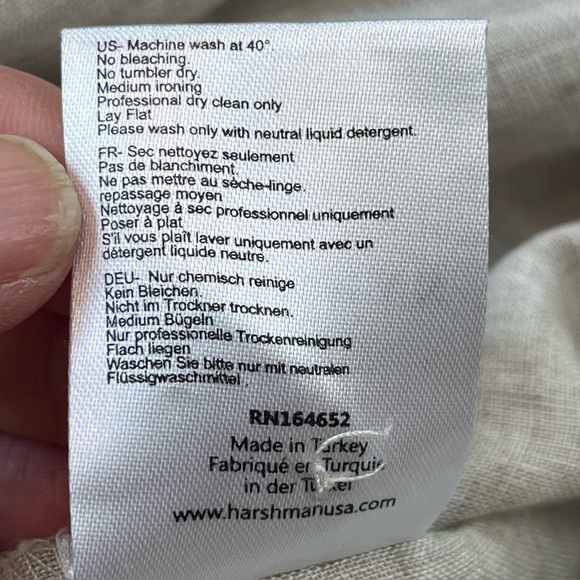 US- Machine wash at 40°.
No bleaching.
No tumbler dry.
Medium ironing
Professional dry clean only
Lay Flat
Please wash only with neutral liquid detergent.
FR- Sec nettoyez seulement
Pas de blanchiment.
Ne pas mettre au sèche-linge.
repassage moyen
Nettoyage à sec professionnel uniquement
Poser à plat
S'il vous plaît laver uniquement avec un
détergent liquide neutre.
DEU- Nur chemisch reinige
Kein Bleichen.
Nicht im Trockner trocknen.
Medium Bügeln
Nur professionelle Trockenreinigung
Flach liegen
Waschen Sie bitte nur mit neutralen
Flüssigwaschmittel .
RN164652
Made in Turkey
Fabriqué en Turquie
in der
www.harshmanusa.com